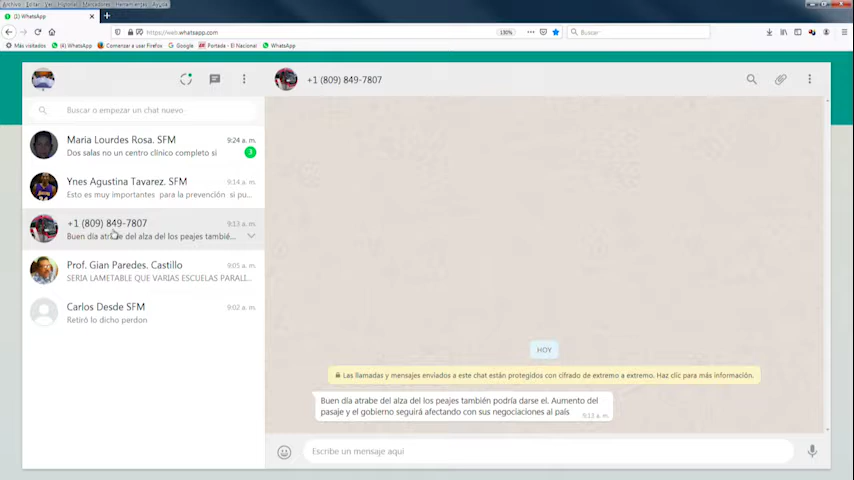 Archivo Editar Ver Historial Marcadores Herramientas Ayuda
(1) WhatsApp
https://web.whatsapp.com
130%
Buscar
Más visitados
(4) WhatsApp
Comenzar a usar Firefox
Google
Portada - El Nacional
WhatsApp
+1 (809) 849-7807
Buscar o empezar un chat nuevo
Maria Lourdes Rosa. SFM
9:24 a. m.
Dos salas no un centro clínico completo si
3
Ynes Agustina Tavarez. SFM
9:14 a. m.
Esto es muy importantes para la prevención si pu...
+1 (809) 849-7807
9:13 a. m.
Buen día atrabe del alza del los peajes tambié...
Prof. Gian Paredes. Castillo
9:05 a. m.
SERIA LAMETABLE QUE VARIAS ESCUELAS PARALI...
Carlos Desde SFM
9:02 a. m.
Retiró lo dicho perdon
HOY
Las llamadas y mensajes enviados a este chat están protegidos con cifrado de extremo a extremo. Haz clic para más información.
Buen día atrabe del alza del los peajes también podría darse el. Aumento del
pasaje y el gobierno seguirá afectando con sus negociaciones al país
9:13 a. m.
Escribe un mensaje aquí